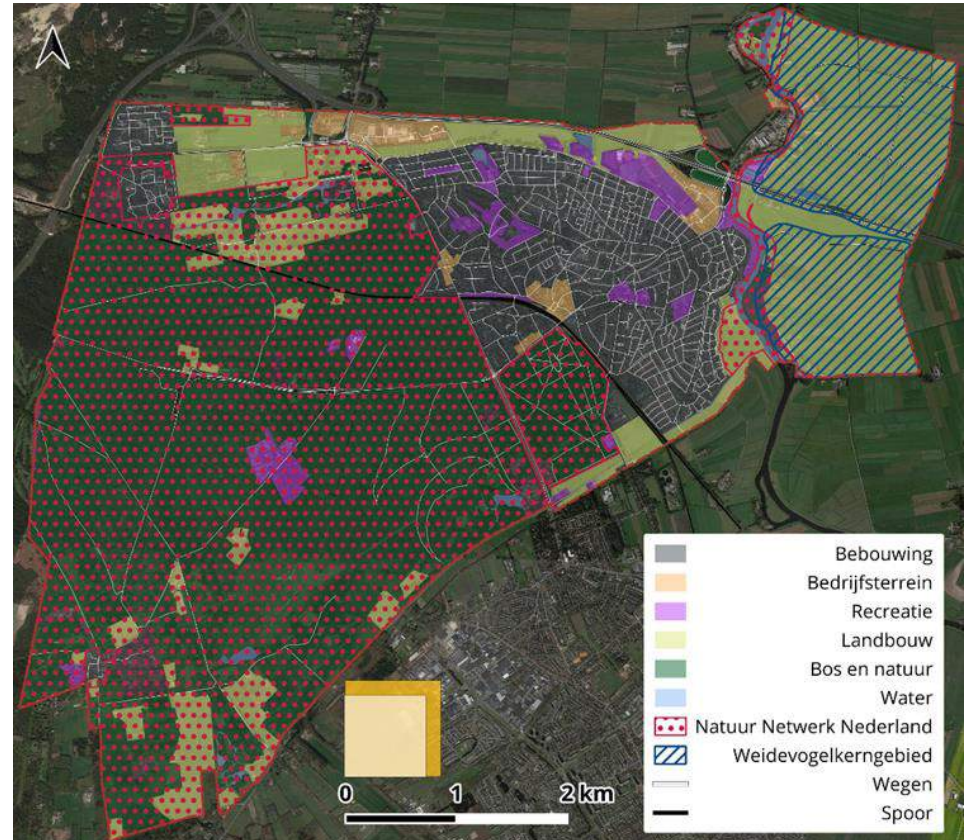 Bebouwing
Bedrijfsterrein
Recreatie
Landbouw
Bos en natuur
Water
Natuur Netwerk Nederland
Weidevogelkerngebied
Wegen
Spoor
0 1 2 km